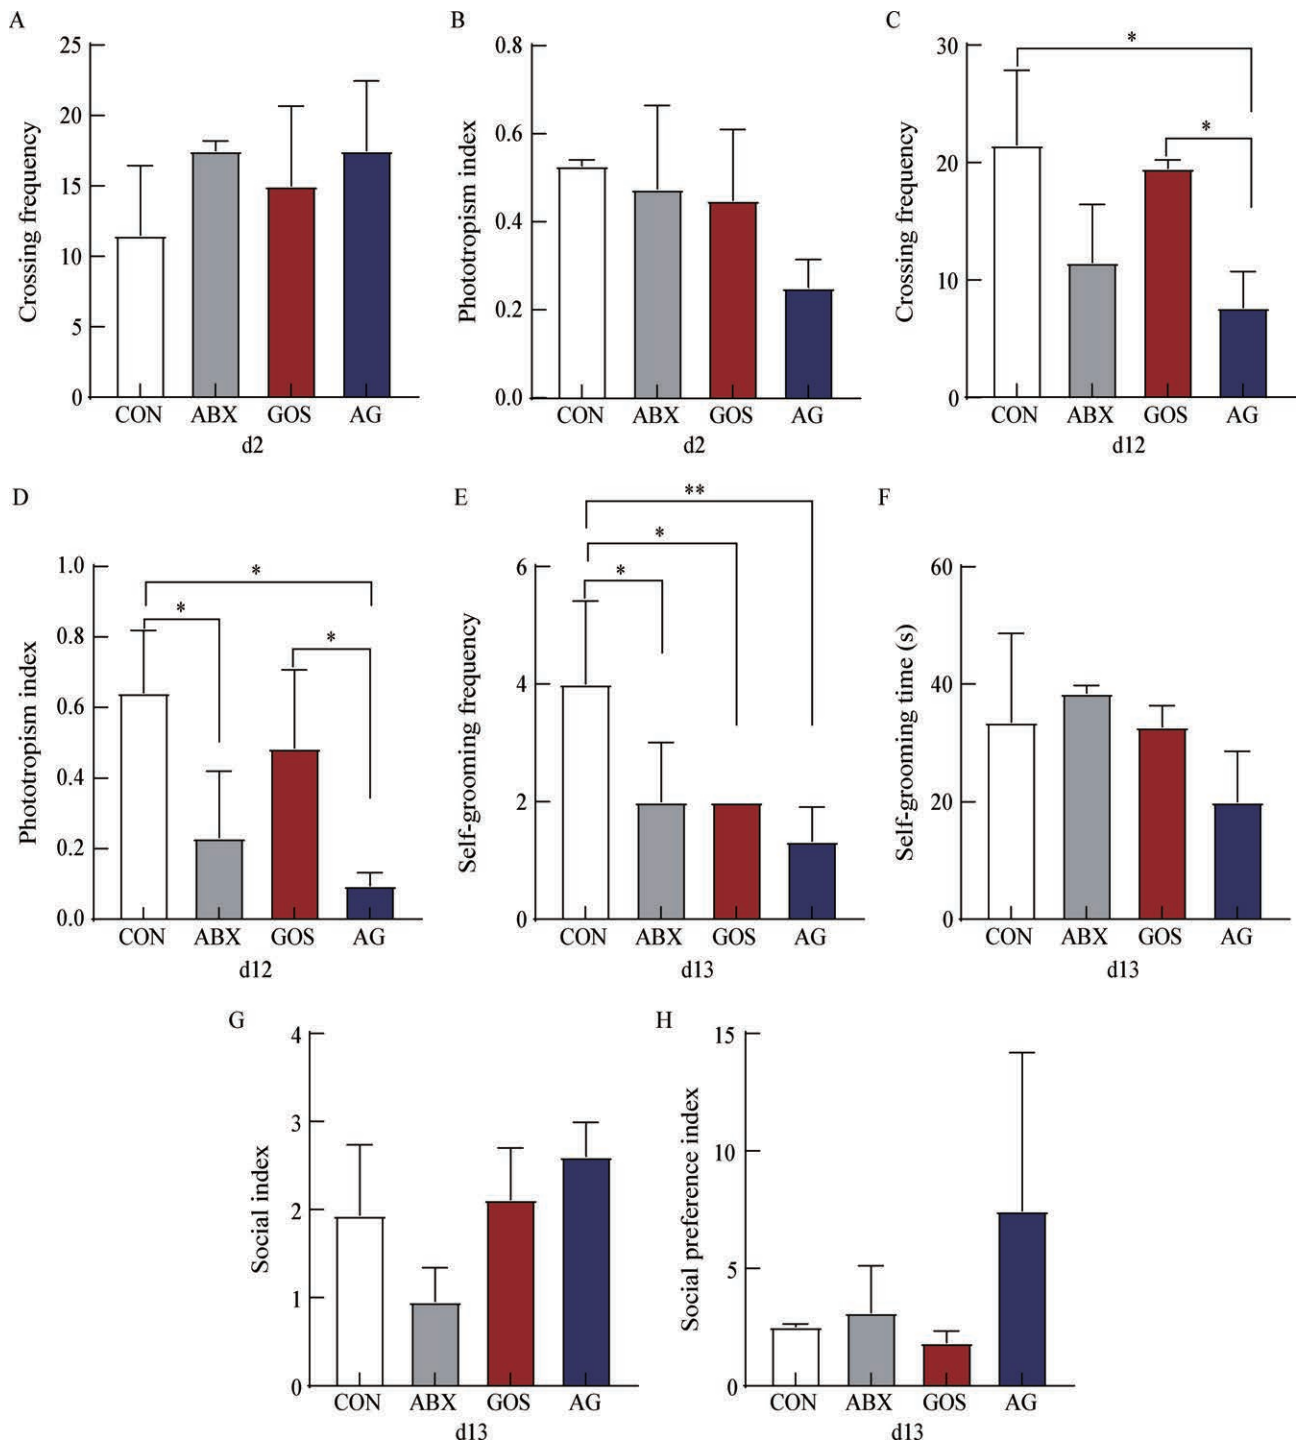 A
Crossing frequency
25
20
15
10
5
0
CON ABX GOS AG
d2
B
Phototropism index
0.8
0.6
0.4
0.2
0.0
CON ABX GOS AG
d2
C
Crossing frequency
30
20
10
0
*
*
CON ABX GOS AG
d12
D
Phototropism index
1.0
0.8
0.6
0.4
0.2
0.0
*
*
*
CON ABX GOS AG
d12
E
Self-grooming frequency
6
4
2
0
**
*
*
CON ABX GOS AG
d13
F
Self-grooming time (s)
60
40
20
0
CON ABX GOS AG
d13
G
Social index
4
3
2
1
0
CON ABX GOS AG
d13
H
Social preference index
15
10
5
0
CON ABX GOS AG
d13